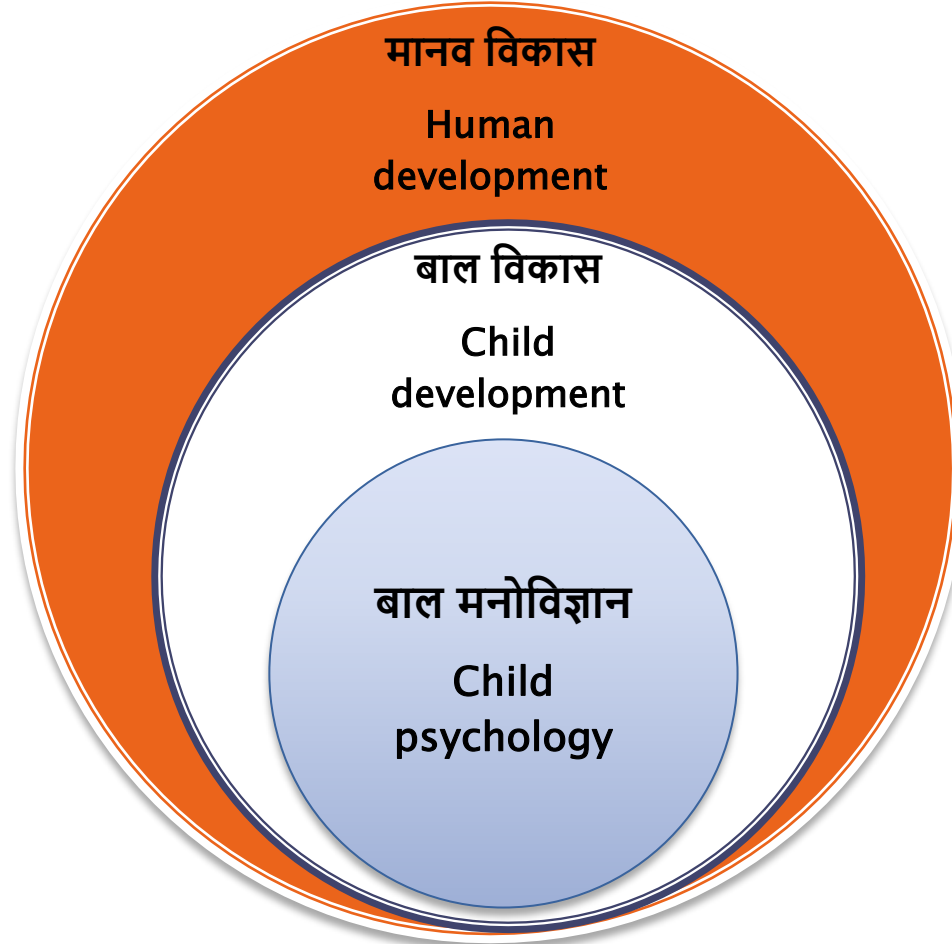 मानव विकास
Human
development
बाल विकास
Child
development
बाल मनोविज्ञान
Child
psychology